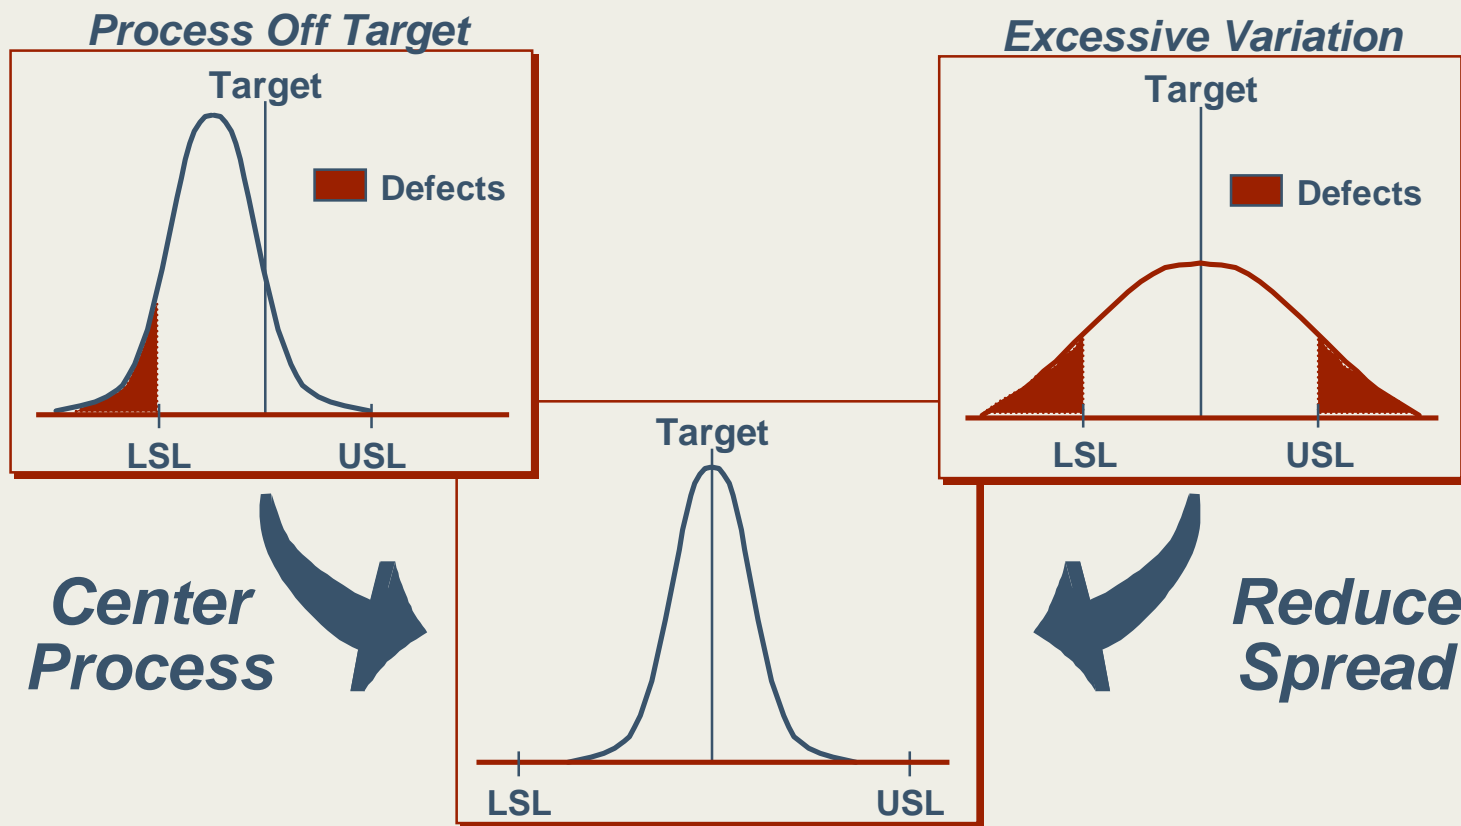 Process Off Target
Target
Defects
LSL USL
Excessive Variation
Target
Defects
LSL USL
Center
Process
Target
LSL USL
Reduce
Spread